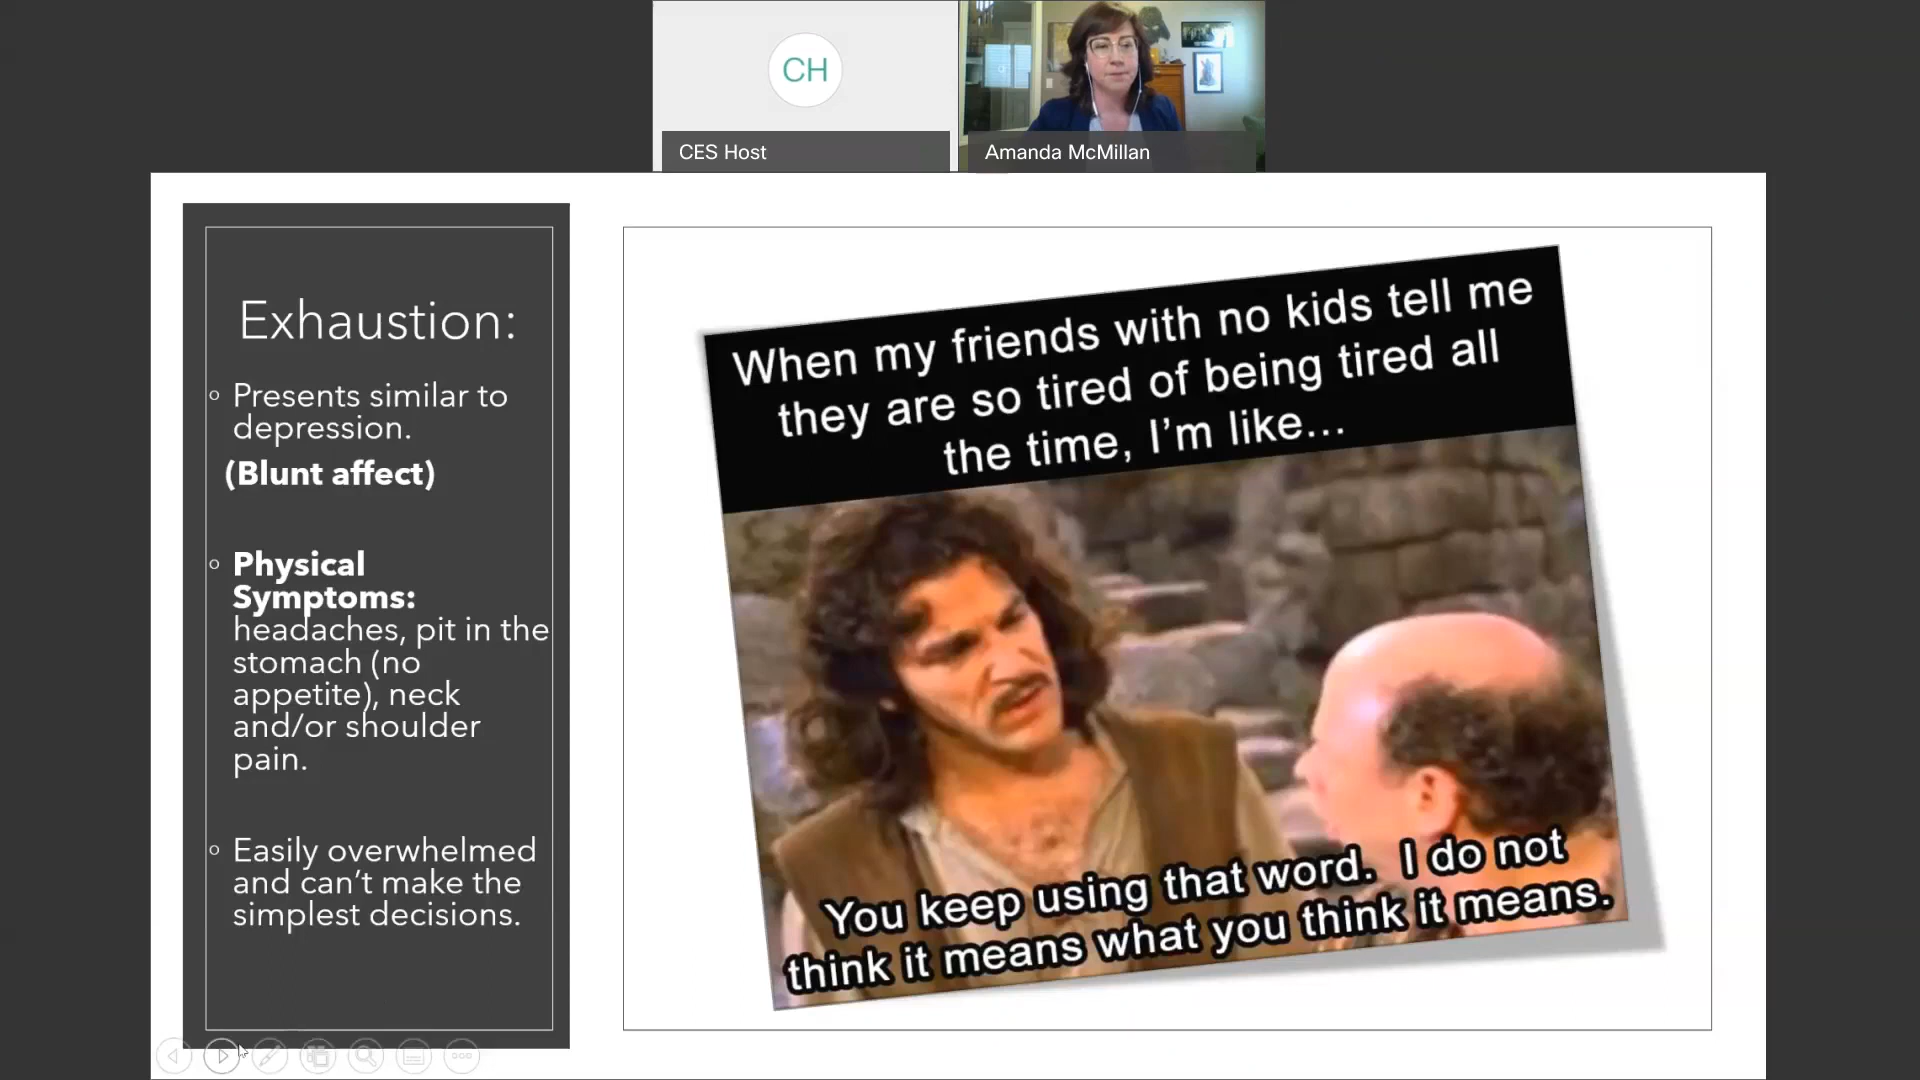 CH
CES Host
Amanda McMillan
Exhaustion:
Presents similar to
depression.
(Blunt affect)
Physical
Symptoms:
headaches, pit in the
stomach (no
appetite), neck
and/or shoulder
pain.
Easily overwhelmed
and can’t make the
simplest decisions.
When my friends with no kids tell me
they are so tired of being tired all
the time, I’m like...
You keep using that word. I do not
think it means what you think it means.